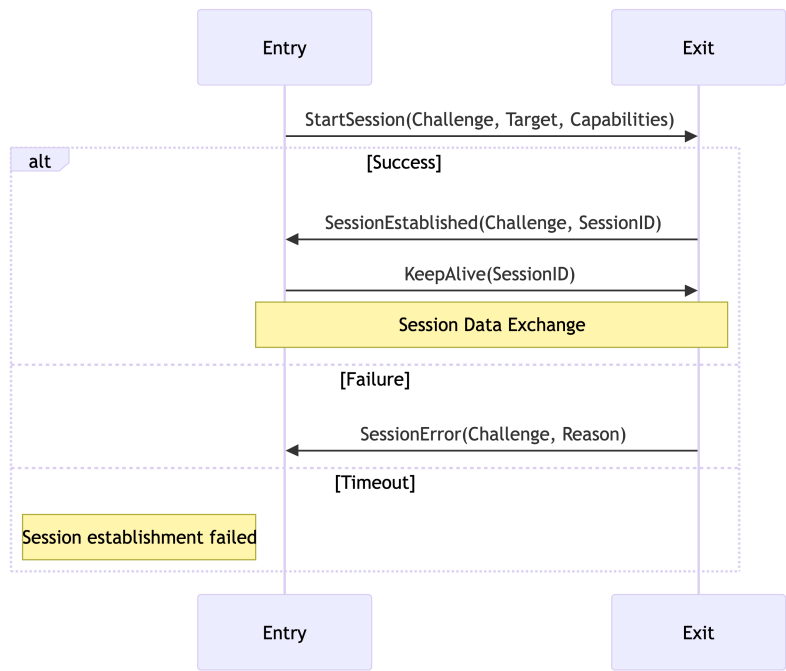 Entry
Exit
StartSession(Challenge, Target, Capabilities)
alt
[Success]
SessionEstablished(Challenge, SessionID)
KeepAlive(SessionID)
Session Data Exchange
[Failure]
SessionError(Challenge, Reason)
[Timeout]
Session establishment failed
Entry
Exit